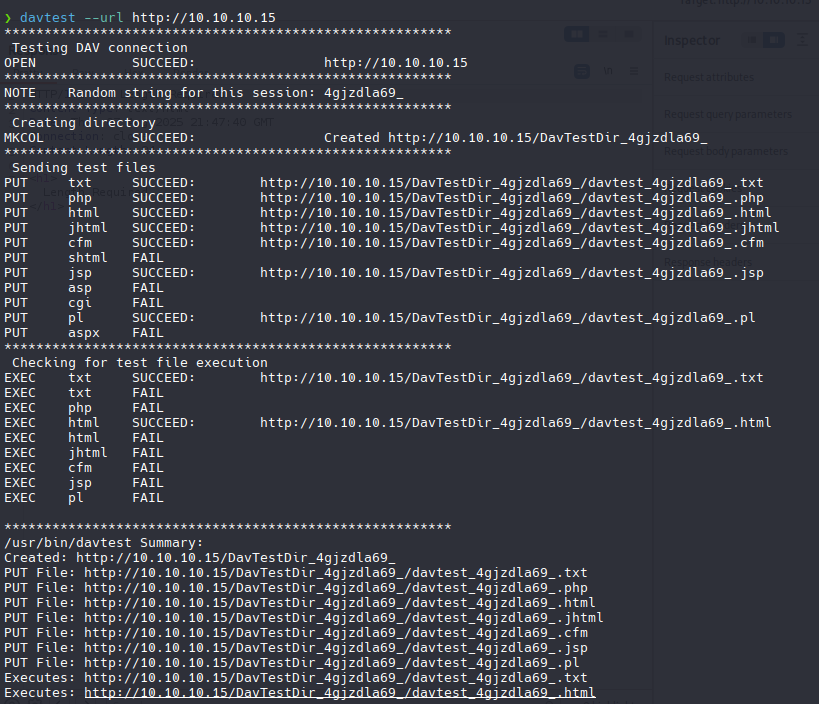 ❯ davtest --url http://10.10.10.15
********************************************************
 Testing DAV connection
OPEN            SUCCEED:                http://10.10.10.15
********************************************************
NOTE    Random string for this session: 4gjzdla69_
********************************************************
 Creating directory
MKCOL           SUCCEED:                Created http://10.10.10.15/DavTestDir_4gjzdla69_
********************************************************
 Sending test files
PUT     txt     SUCCEED:        http://10.10.10.15/DavTestDir_4gjzdla69_/davtest_4gjzdla69_.txt
PUT     php     SUCCEED:        http://10.10.10.15/DavTestDir_4gjzdla69_/davtest_4gjzdla69_.php
PUT     html    SUCCEED:        http://10.10.10.15/DavTestDir_4gjzdla69_/davtest_4gjzdla69_.html
PUT     jhtml   SUCCEED:        http://10.10.10.15/DavTestDir_4gjzdla69_/davtest_4gjzdla69_.jhtml
PUT     cfm     SUCCEED:        http://10.10.10.15/DavTestDir_4gjzdla69_/davtest_4gjzdla69_.cfm
PUT     shtml   FAIL
PUT     jsp     SUCCEED:        http://10.10.10.15/DavTestDir_4gjzdla69_/davtest_4gjzdla69_.jsp
PUT     asp     FAIL
PUT     cgi     FAIL
PUT     pl      SUCCEED:        http://10.10.10.15/DavTestDir_4gjzdla69_/davtest_4gjzdla69_.pl
PUT     aspx    FAIL
********************************************************
 Checking for test file execution
EXEC    txt     SUCCEED:        http://10.10.10.15/DavTestDir_4gjzdla69_/davtest_4gjzdla69_.txt
EXEC    txt     FAIL
EXEC    php     FAIL
EXEC    html    SUCCEED:        http://10.10.10.15/DavTestDir_4gjzdla69_/davtest_4gjzdla69_.html
EXEC    html    FAIL
EXEC    jhtml   FAIL
EXEC    cfm     FAIL
EXEC    jsp     FAIL
EXEC    pl      FAIL
********************************************************
/usr/bin/davtest Summary:
Created: http://10.10.10.15/DavTestDir_4gjzdla69_
PUT File: http://10.10.10.15/DavTestDir_4gjzdla69_/davtest_4gjzdla69_.txt
PUT File: http://10.10.10.15/DavTestDir_4gjzdla69_/davtest_4gjzdla69_.php
PUT File: http://10.10.10.15/DavTestDir_4gjzdla69_/davtest_4gjzdla69_.html
PUT File: http://10.10.10.15/DavTestDir_4gjzdla69_/davtest_4gjzdla69_.jhtml
PUT File: http://10.10.10.15/DavTestDir_4gjzdla69_/davtest_4gjzdla69_.cfm
PUT File: http://10.10.10.15/DavTestDir_4gjzdla69_/davtest_4gjzdla69_.jsp
PUT File: http://10.10.10.15/DavTestDir_4gjzdla69_/davtest_4gjzdla69_.pl
Executes: http://10.10.10.15/DavTestDir_4gjzdla69_/davtest_4gjzdla69_.txt
Executes: http://10.10.10.15/DavTestDir_4gjzdla69_/davtest_4gjzdla69_.html
Inspector
Request attributes
Request query parameters
Request body parameters
Response headers